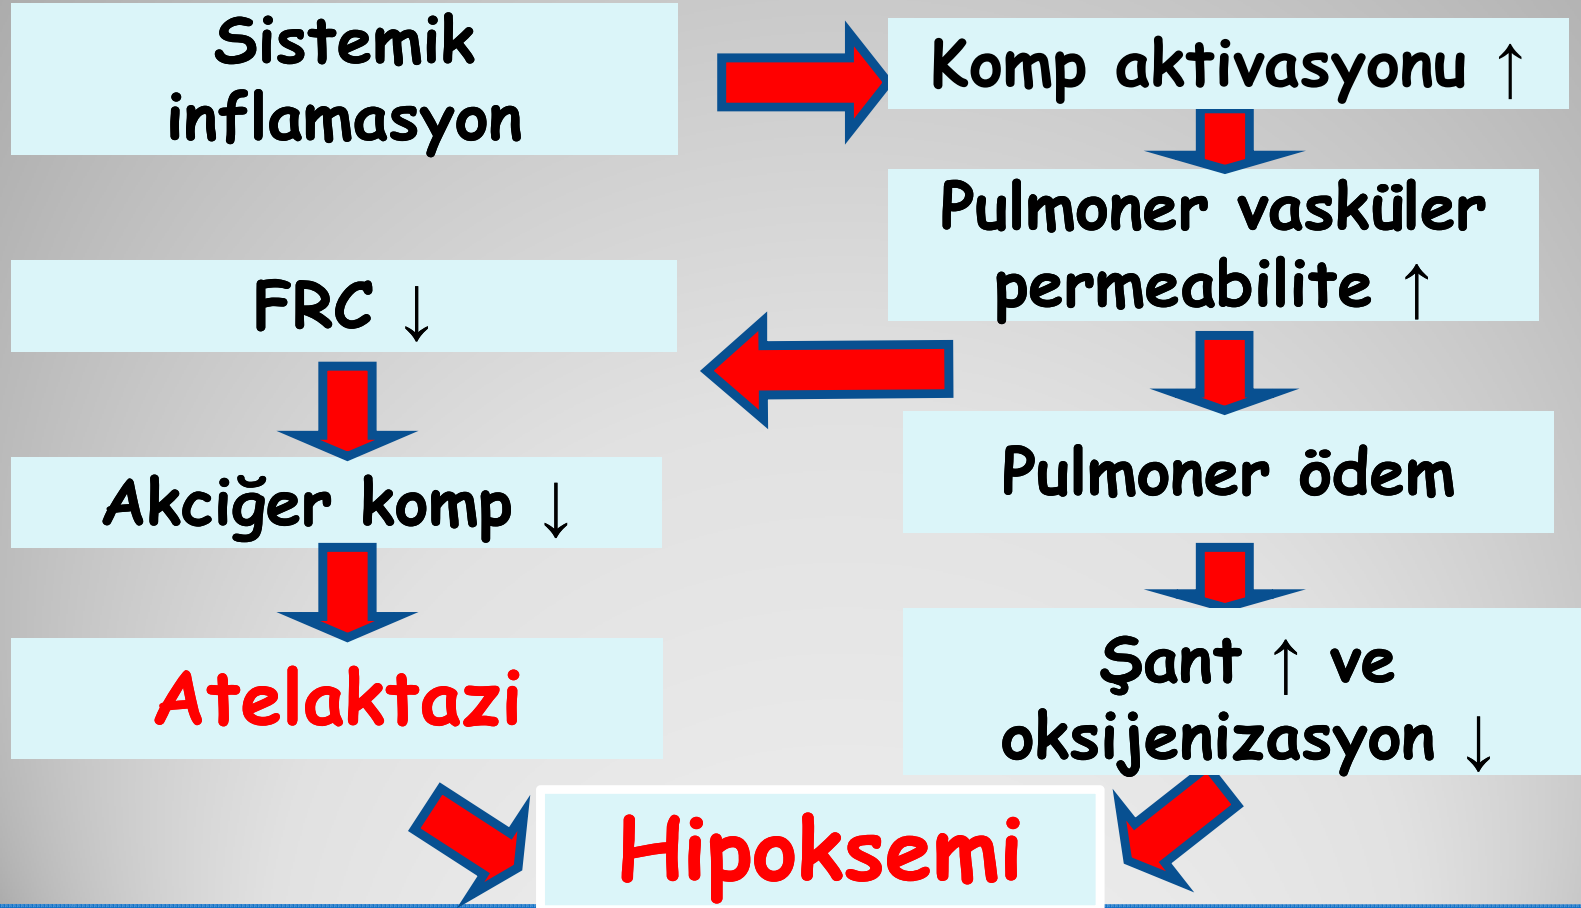 Sistemik
inflamasyon
Komp aktivasyonu ↑
Pulmoner vasküler
permeabilite ↑
FRC ↓
Pulmoner ödem
Akciğer komp ↓
Şant ↑ ve
oksijenizasyon ↓
Atelaktazi
Hipoksemi